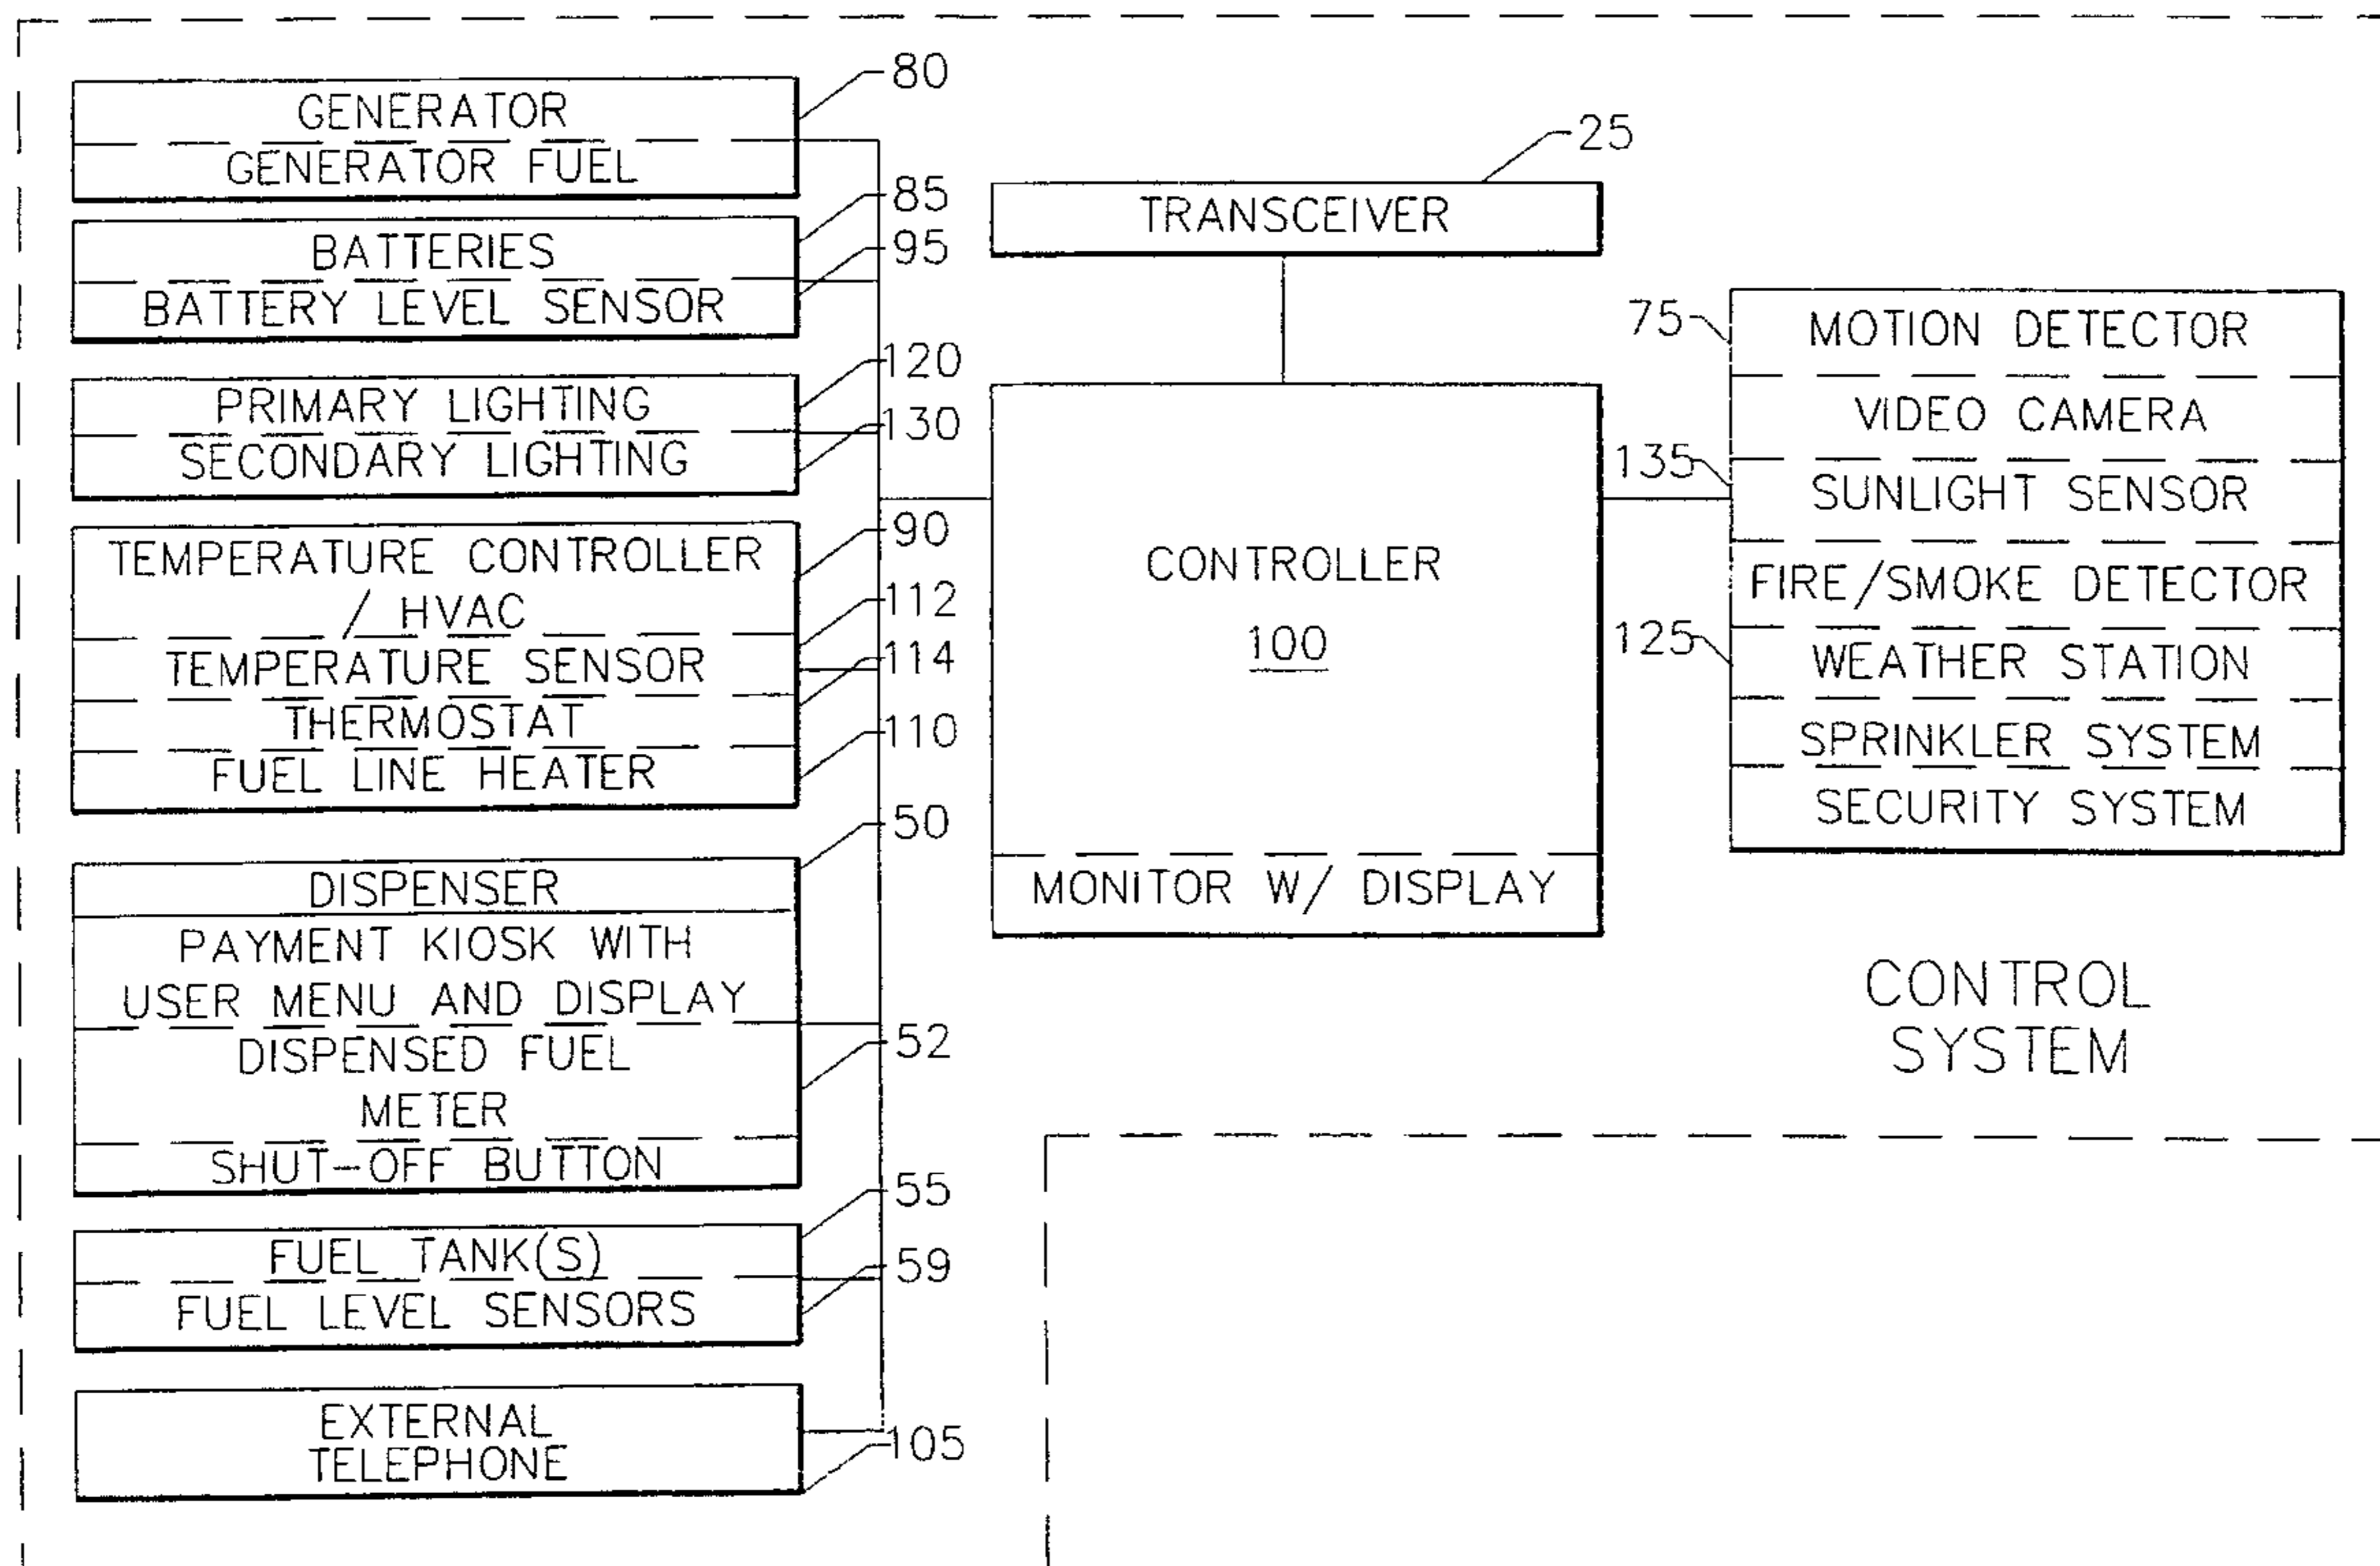 80
GENERATOR
GENERATOR FUEL
85
BATTERIES
95
BATTERY LEVEL SENSOR
120
PRIMARY LIGHTING
130
SECONDARY LIGHTING
90
TEMPERATURE CONTROLLER
/ HVAC
112
TEMPERATURE SENSOR
114
THERMOSTAT
110
FUEL LINE HEATER
50
DISPENSER
PAYMENT KIOSK WITH
USER MENU AND DISPLAY
DISPENSED FUEL
52
METER
SHUT-OFF BUTTON
55
FUEL TANK(S)
59
FUEL LEVEL SENSORS
EXTERNAL
105
TELEPHONE
25
TRANSCEIVER
CONTROLLER
100
MONITOR W/ DISPLAY
75
MOTION DETECTOR
VIDEO CAMERA
135
SUNLIGHT SENSOR
FIRE/SMOKE DETECTOR
125
WEATHER STATION
SPRINKLER SYSTEM
SECURITY SYSTEM
CONTROL
SYSTEM